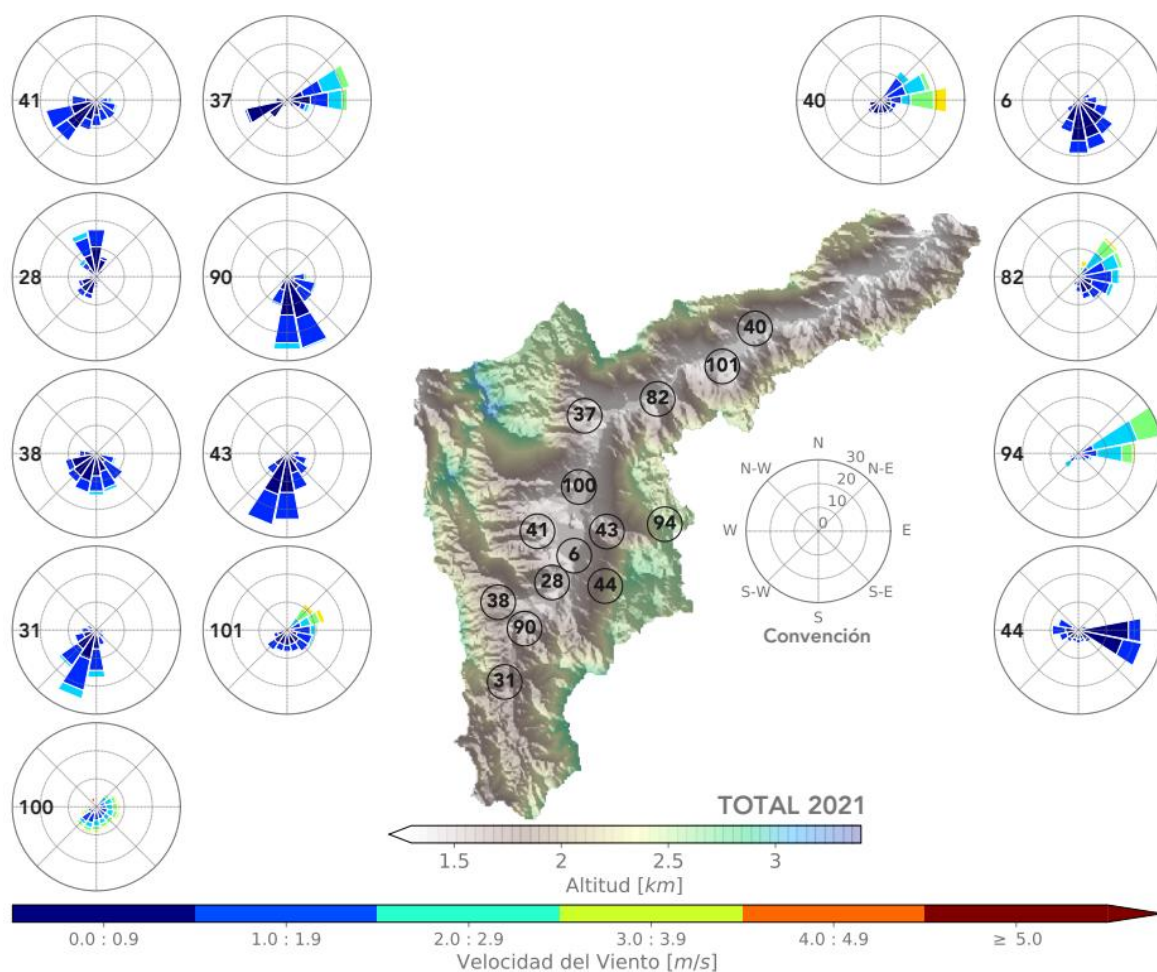 41
37
40
6
28
90
82
38
43
94
31
101
44
100
40
101
82
37
100
94
41
43
6
28
44
38
90
31
N
N-W
N-E
30
20
10
0
W
E
S-W
S-E
S
Convención
TOTAL 2021
1.5 2 2.5 3
Altitud [km]
0.0 : 0.9 1.0 : 1.9 2.0 : 2.9 3.0 : 3.9 4.0 : 4.9 ≥ 5.0
Velocidad del Viento [m/s]